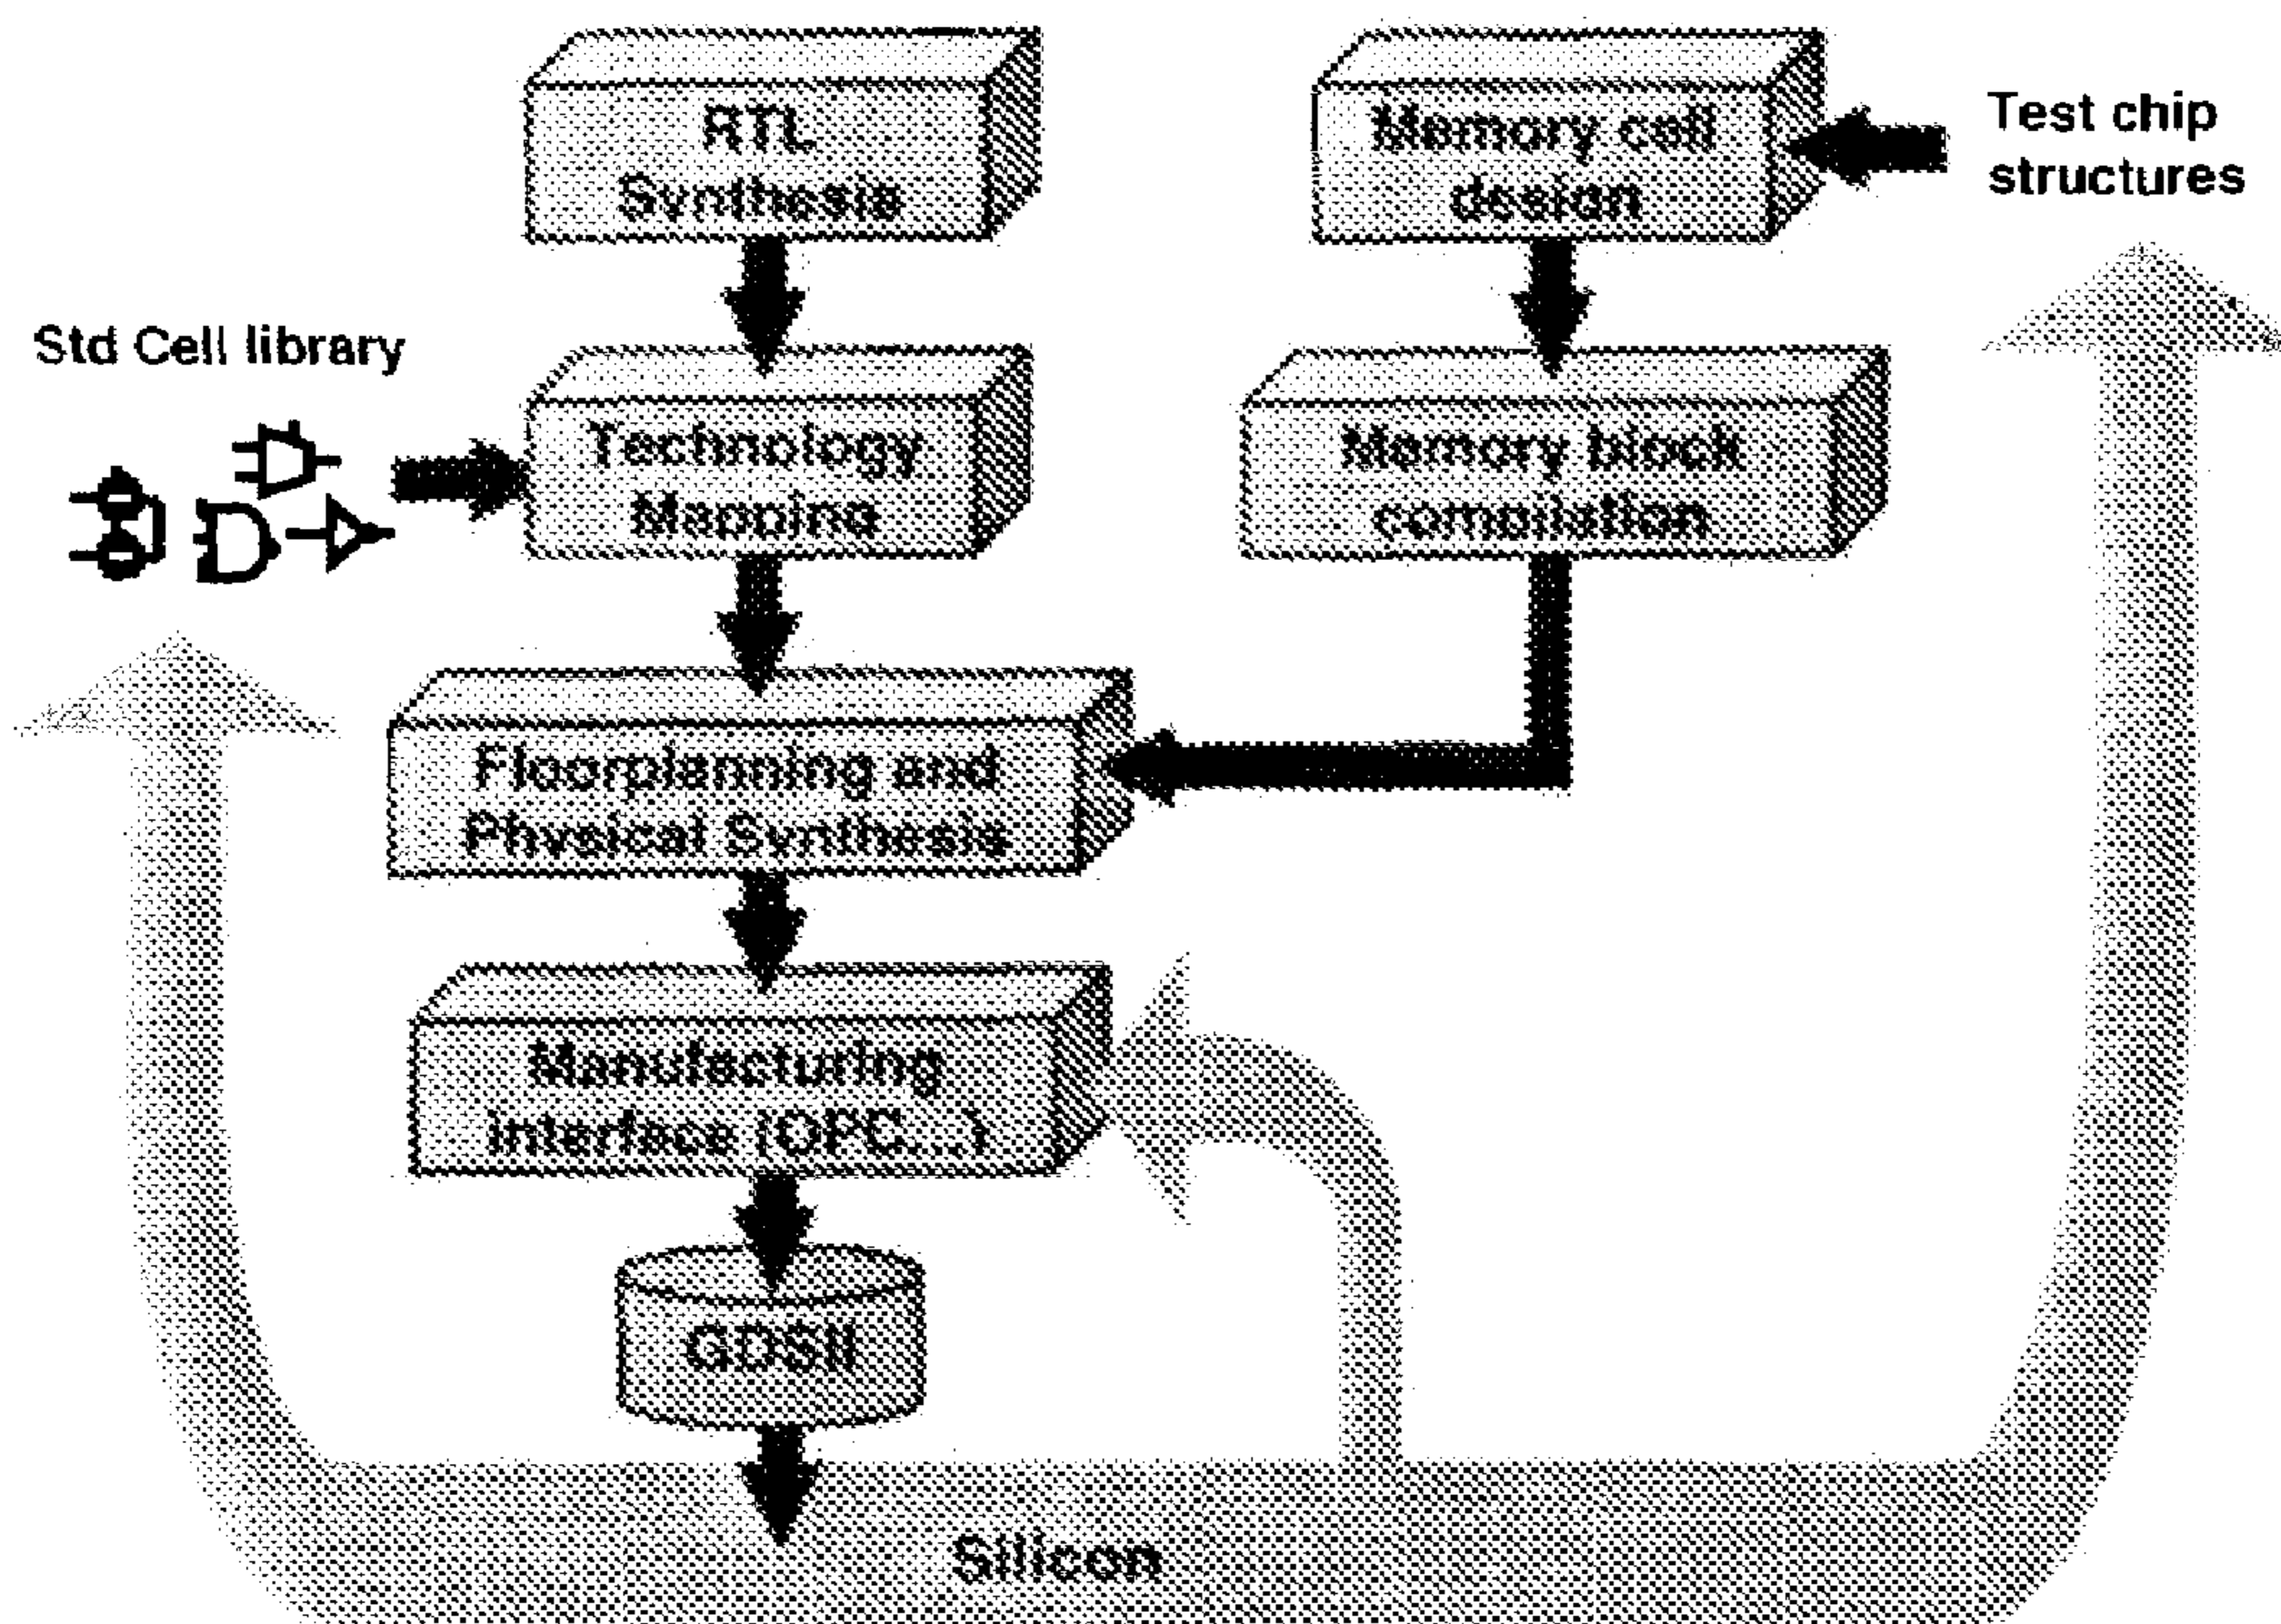 RTL
Synthesis
Memory cell
design
Test chip
structures
Std Cell library
Technology
Mapping
Memory block
compilation
Floorplanning and
Physical Synthesis
Manufacturing
interface (OPC...)
GDSII
Silicon